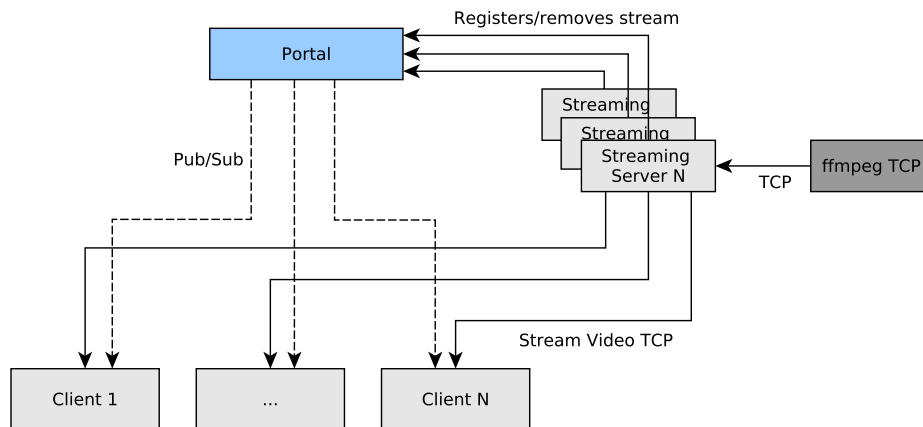 Registers/removes stream
Portal
Streaming
Streaming
Streaming
Server N
ffmpeg TCP
TCP
Pub/Sub
Stream Video TCP
Client 1
...
Client N